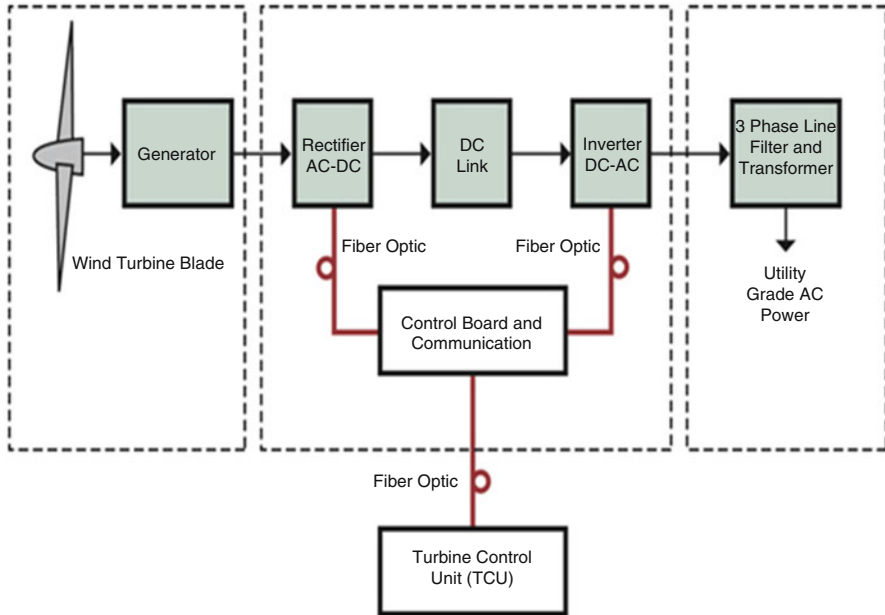 Generator
Rectifier
AC-DC
DC
Link
Inverter
DC-AC
3 Phase Line
Filter and
Transformer
Wind Turbine Blade
Fiber Optic
Fiber Optic
Utility
Grade AC
Power
Control Board and
Communication
Fiber Optic
Turbine Control
Unit (TCU)